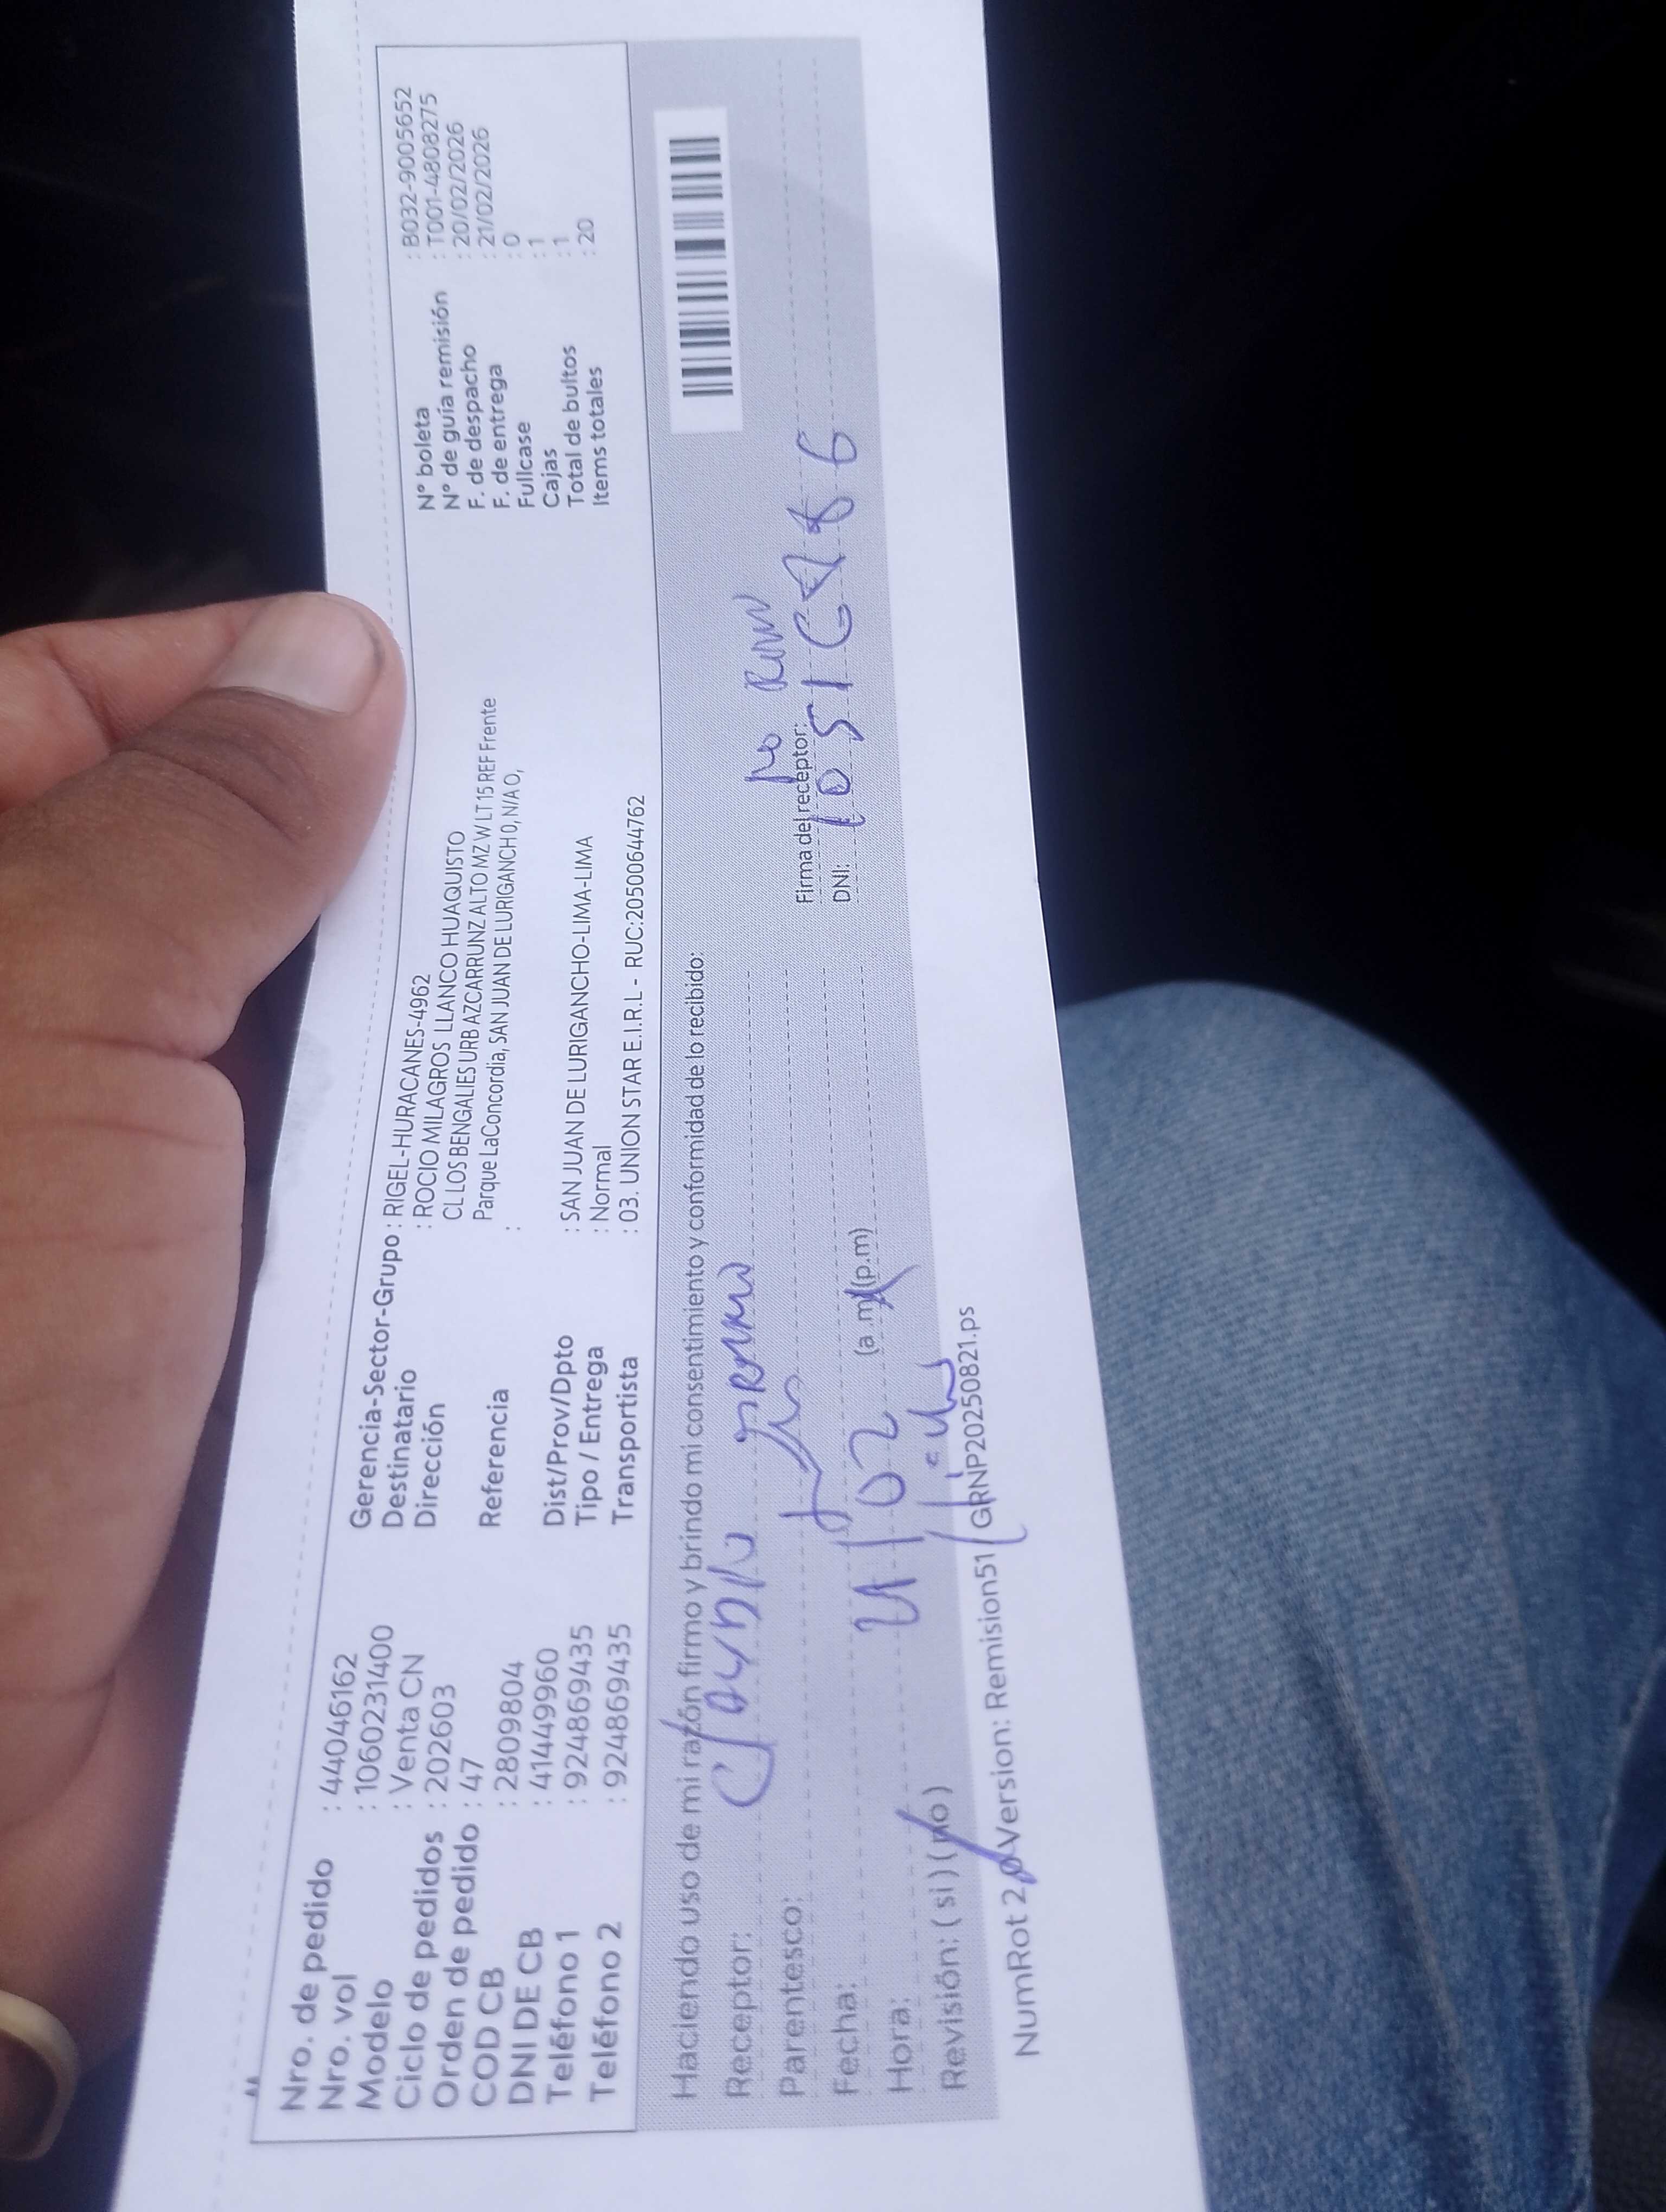 Nro. de pedido : 44046162
Nro. vol : 1060231400
Modelo : Venta CN
Ciclo de pedidos : 202603
Orden de pedido : 47
COD CB : 2809804
DNI DE CB : 41449960
Teléfono 1 : 924869435
Teléfono 2 : 924869435
Gerencia-Sector-Grupo : RIGEL-HURACANES-4962
Destinatario : ROCIO MILAGROS LLANCO HUAQUISTO
Dirección CL LOS BENGALIES URB AZCARRUNZ ALTO MZ W LT 15 REF Frente
Parque LaConcordia, SAN JUAN DE LURIGANCHO, N/A 0,
Referencia :
Dist/Prov/Dpto : SAN JUAN DE LURIGANCHO-LIMA-LIMA
Tipo / Entrega : Normal
Transportista : 03. UNION STAR E.I.R.L - RUC:20500644762
N° boleta : B032-9005652
N° de guía remisión : T001-4808275
F. de despacho : 20/02/2026
F. de entrega : 21/02/2026
Fullcase : 0
Cajas : 1
Total de bultos : 1
Items totales : 20
Haciendo uso de mi razón firmo y brindo mi consentimiento y conformidad de lo recibido:
Receptor:
Parentesco:
Fecha: 02
Hora: (a.m)(p.m)
Revisión: ( si ) ( no )
Firma del receptor:
DNI:
NumRot 2 Version: Remision51 GRNP20250821.ps